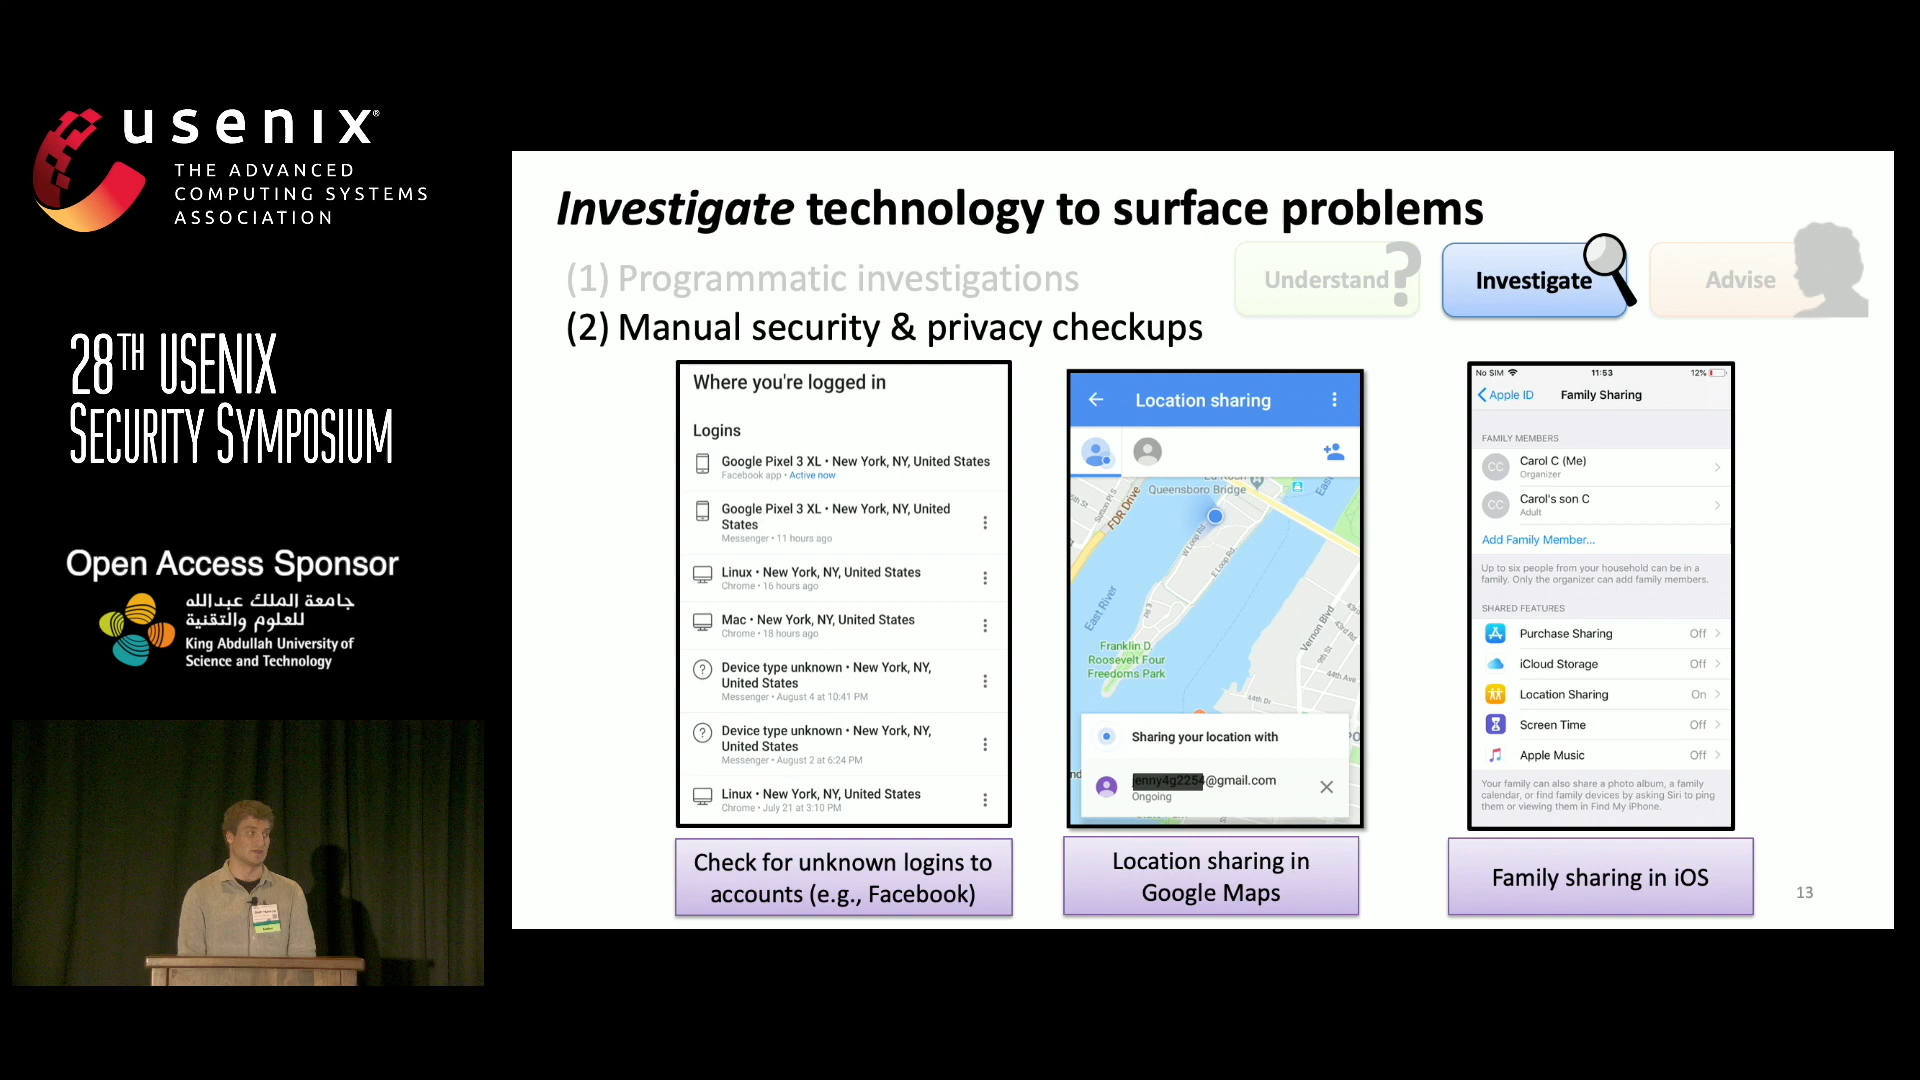 usenix®
THE ADVANCED
COMPUTING SYSTEMS
ASSOCIATION
28TH USENIX
SECURITY SYMPOSIUM
Open Access Sponsor
جامعة الملك عبدالله
للعلوم والتقنية
King Abdullah University of
Science and Technology
Investigate technology to surface problems
(1) Programmatic investigations
(2) Manual security & privacy checkups
Understand ?
Investigate
Advise
Where you're logged in
Logins
Google Pixel 3 XL • New York, NY, United States
Facebook app • Active now
Google Pixel 3 XL • New York, NY, United
States
Messenger • 11 hours ago
Linux • New York, NY, United States
Chrome • 16 hours ago
Mac • New York, NY, United States
Chrome • 18 hours ago
Device type unknown • New York, NY,
United States
Messenger • August 4 at 10:41 PM
Device type unknown • New York, NY,
United States
Messenger • August 2 at 6:24 PM
Linux • New York, NY, United States
Chrome • July 21 at 3:10 PM
Check for unknown logins to
accounts (e.g., Facebook)
Location sharing
Queensboro Bridge
FDR Drive
W Loop Rd
E Loop Rd
East River
Vernon Blvd
43rd Rd
44th Ave
44th Dr
Franklin D.
Roosevelt Four
Freedoms Park
Sharing your location with
@gmail.com
Ongoing
Location sharing in
Google Maps
No SIM 11:53 12%
Apple ID Family Sharing
FAMILY MEMBERS
CC Carol C (Me)
Organizer
CC Carol's son C
Adult
Add Family Member...
Up to six people from your household can be in a
family. Only the organizer can add family members.
SHARED FEATURES
Purchase Sharing Off
iCloud Storage Off
Location Sharing On
Screen Time Off
Apple Music Off
Your family can also share a photo album, a family
calendar, or find family devices by asking Siri to ping
them or viewing them in Find My iPhone.
Family sharing in iOS
13